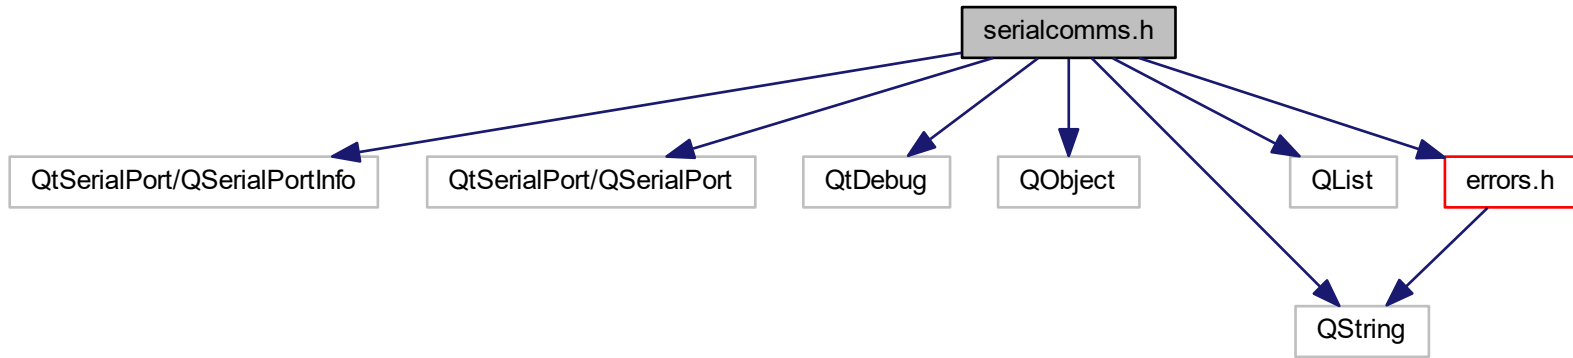 serialcomms.h
QtSerialPort/QSerialPortInfo
QtSerialPort/QSerialPort
QtDebug
QObject
QList
errors.h
QString